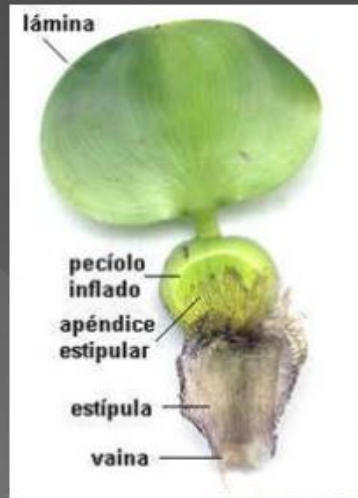 lámina
pecíolo
inflado
apéndice
estipular
estípula
vaina